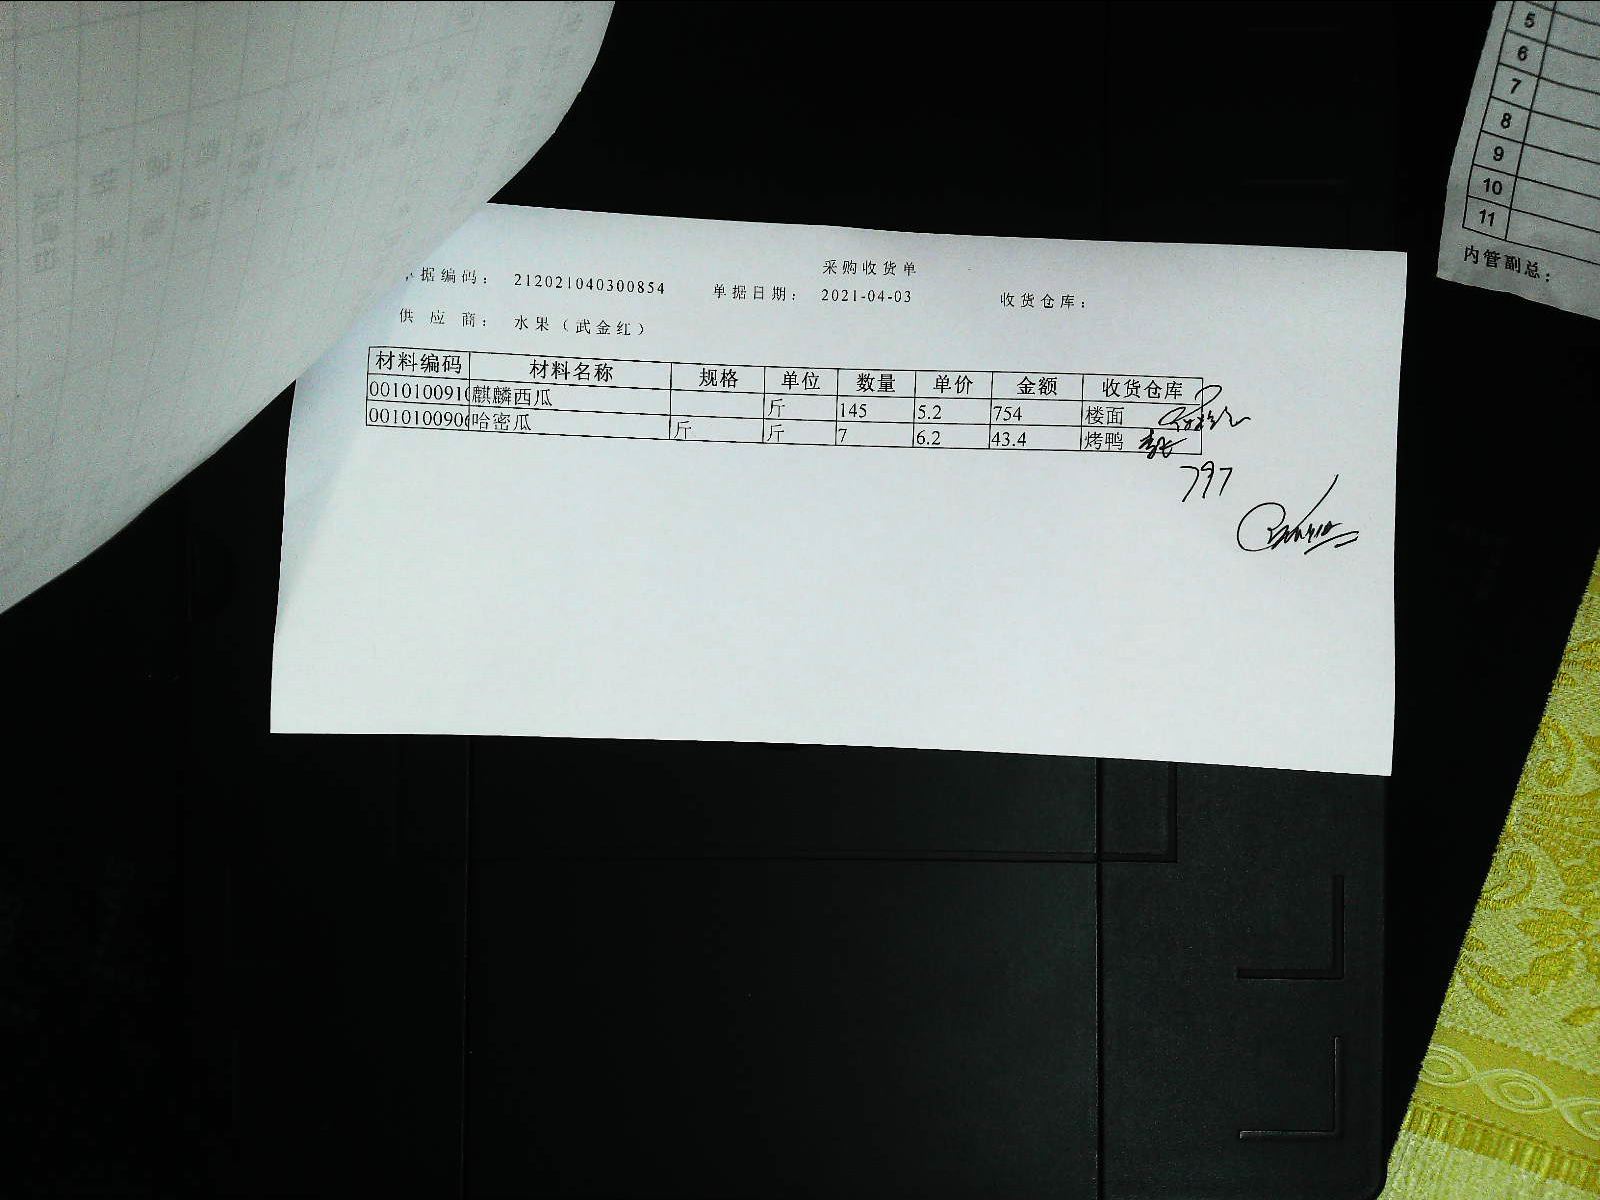 采购收货单
据编码： 212021040300854 单据日期： 2021-04-03 收货仓库：
供应商： 水果（武金红）
材料编码 材料名称 规格 单位 数量 单价 金额 收货仓库
0010100910 麒麟西瓜 斤 145 5.2 754 楼面
0010100906 哈密瓜 斤 斤 7 6.2 43.4 烤鸭
797
5
6
7
8
9
10
11
内管副总：